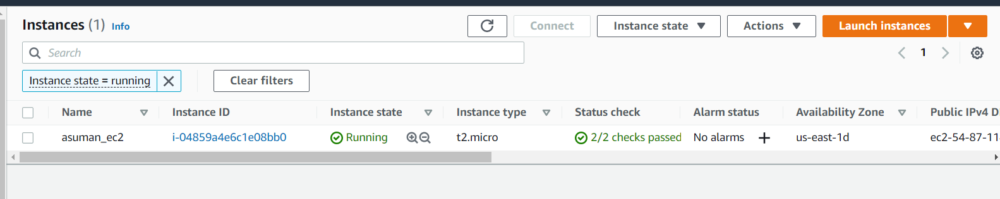 Instances (1) Info
Connect
Instance state
Actions
Launch instances
Search
1
Instance state = running
Clear filters
Name Instance ID Instance state Instance type Status check Alarm status Availability Zone Public IPv4 D
asuman_ec2 i-04859a4e6c1e08bb0 Running t2.micro 2/2 checks passed No alarms + us-east-1d ec2-54-87-11